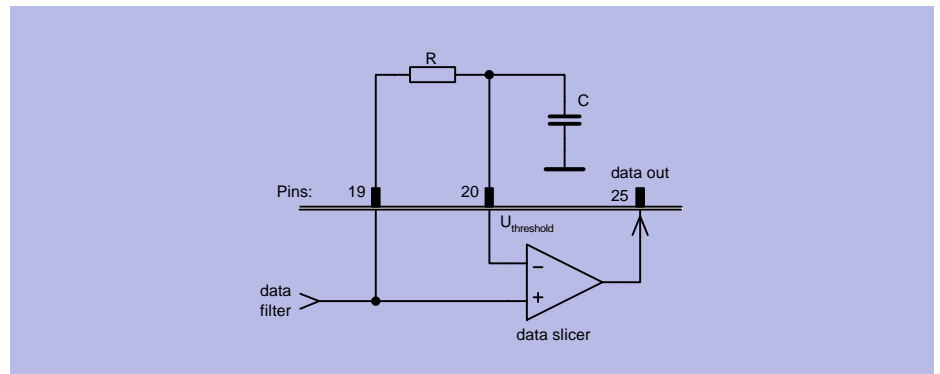 R
C
data out
Pins: 19 20 25
U threshold
−
+
data
filter
data slicer